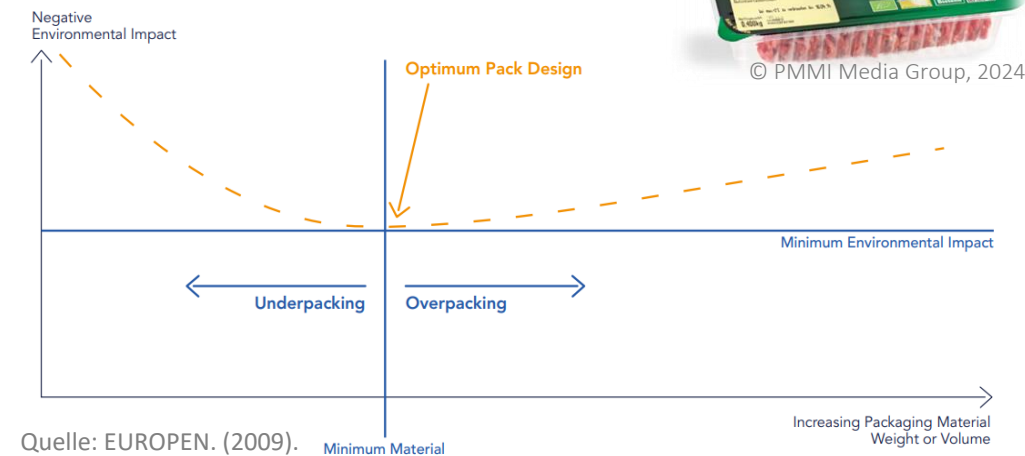 Negative
Environmental Impact
Optimum Pack Design
© PMMI Media Group, 2024
Minimum Environmental Impact
Underpacking
Overpacking
Increasing Packaging Material
Weight or Volume
Quelle: EUROPEN. (2009).
Minimum Material